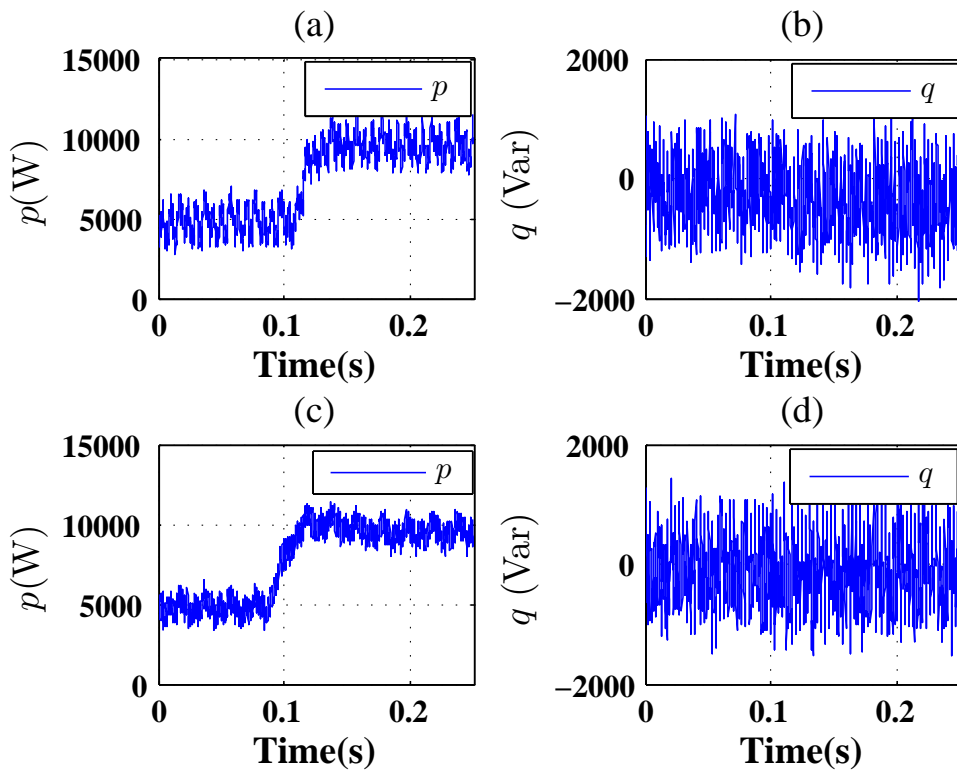 (a)
p
15000
10000
5000
0
p(W)
0 0.1 0.2
Time(s)
(b)
q
2000
0
−2000
q (Var)
0 0.1 0.2
Time(s)
(c)
p
15000
10000
5000
0
p(W)
0 0.1 0.2
Time(s)
(d)
q
2000
0
−2000
q (Var)
0 0.1 0.2
Time(s)